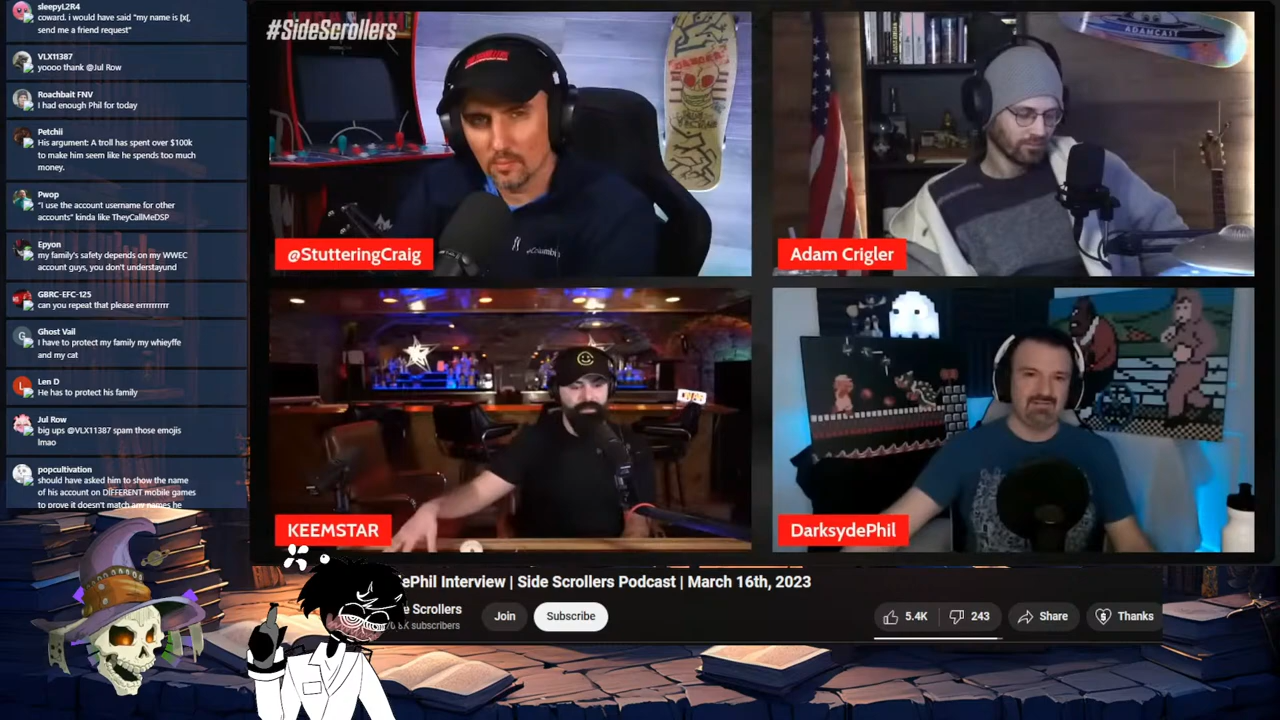 sleepyL2R4
coward. i would have said "my name is [x[,
send me a friend request"
VLX11387
yoooo thank @Jul Row
Roachbait FNV
I had enough Phil for today
Petchii
His argument: A troll has spent over $100k
to make him seem like he spends too much
money.
Pwop
"I use the account username for other
accounts" kinda like TheyCallMeDSP
Epyon
my family's safety depends on my WWEC
account guys, you don't understayund
GBRC-EFC-125
can you repeat that please errrrrrrrr
Ghost Vail
I have to protect my family my whieyffe
and my cat
Len D
He has to protect his family
Jul Row
big ups @VLX11387 spam those emojis
lmao
popcultivation
should have asked him to show the name
of his account on DIFFERENT mobile games
to prove it doesn't match any names he
#SideScrollers
DANGER!
ADAMCAST
@StutteringCraig
Adam Crigler
Columbia
KEEMSTAR
DarksydePhil
ePhil Interview | Side Scrollers Podcast | March 16th, 2023
e Scrollers
K subscribers
Join
Subscribe
5.4K
243
Share
Thanks